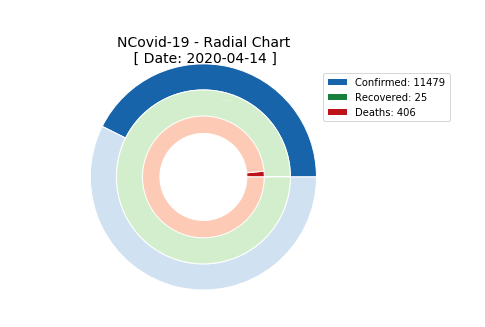 NCovid-19 - Radial Chart
[ Date: 2020-04-14 ]
Confirmed: 11479
Recovered: 25
Deaths: 406